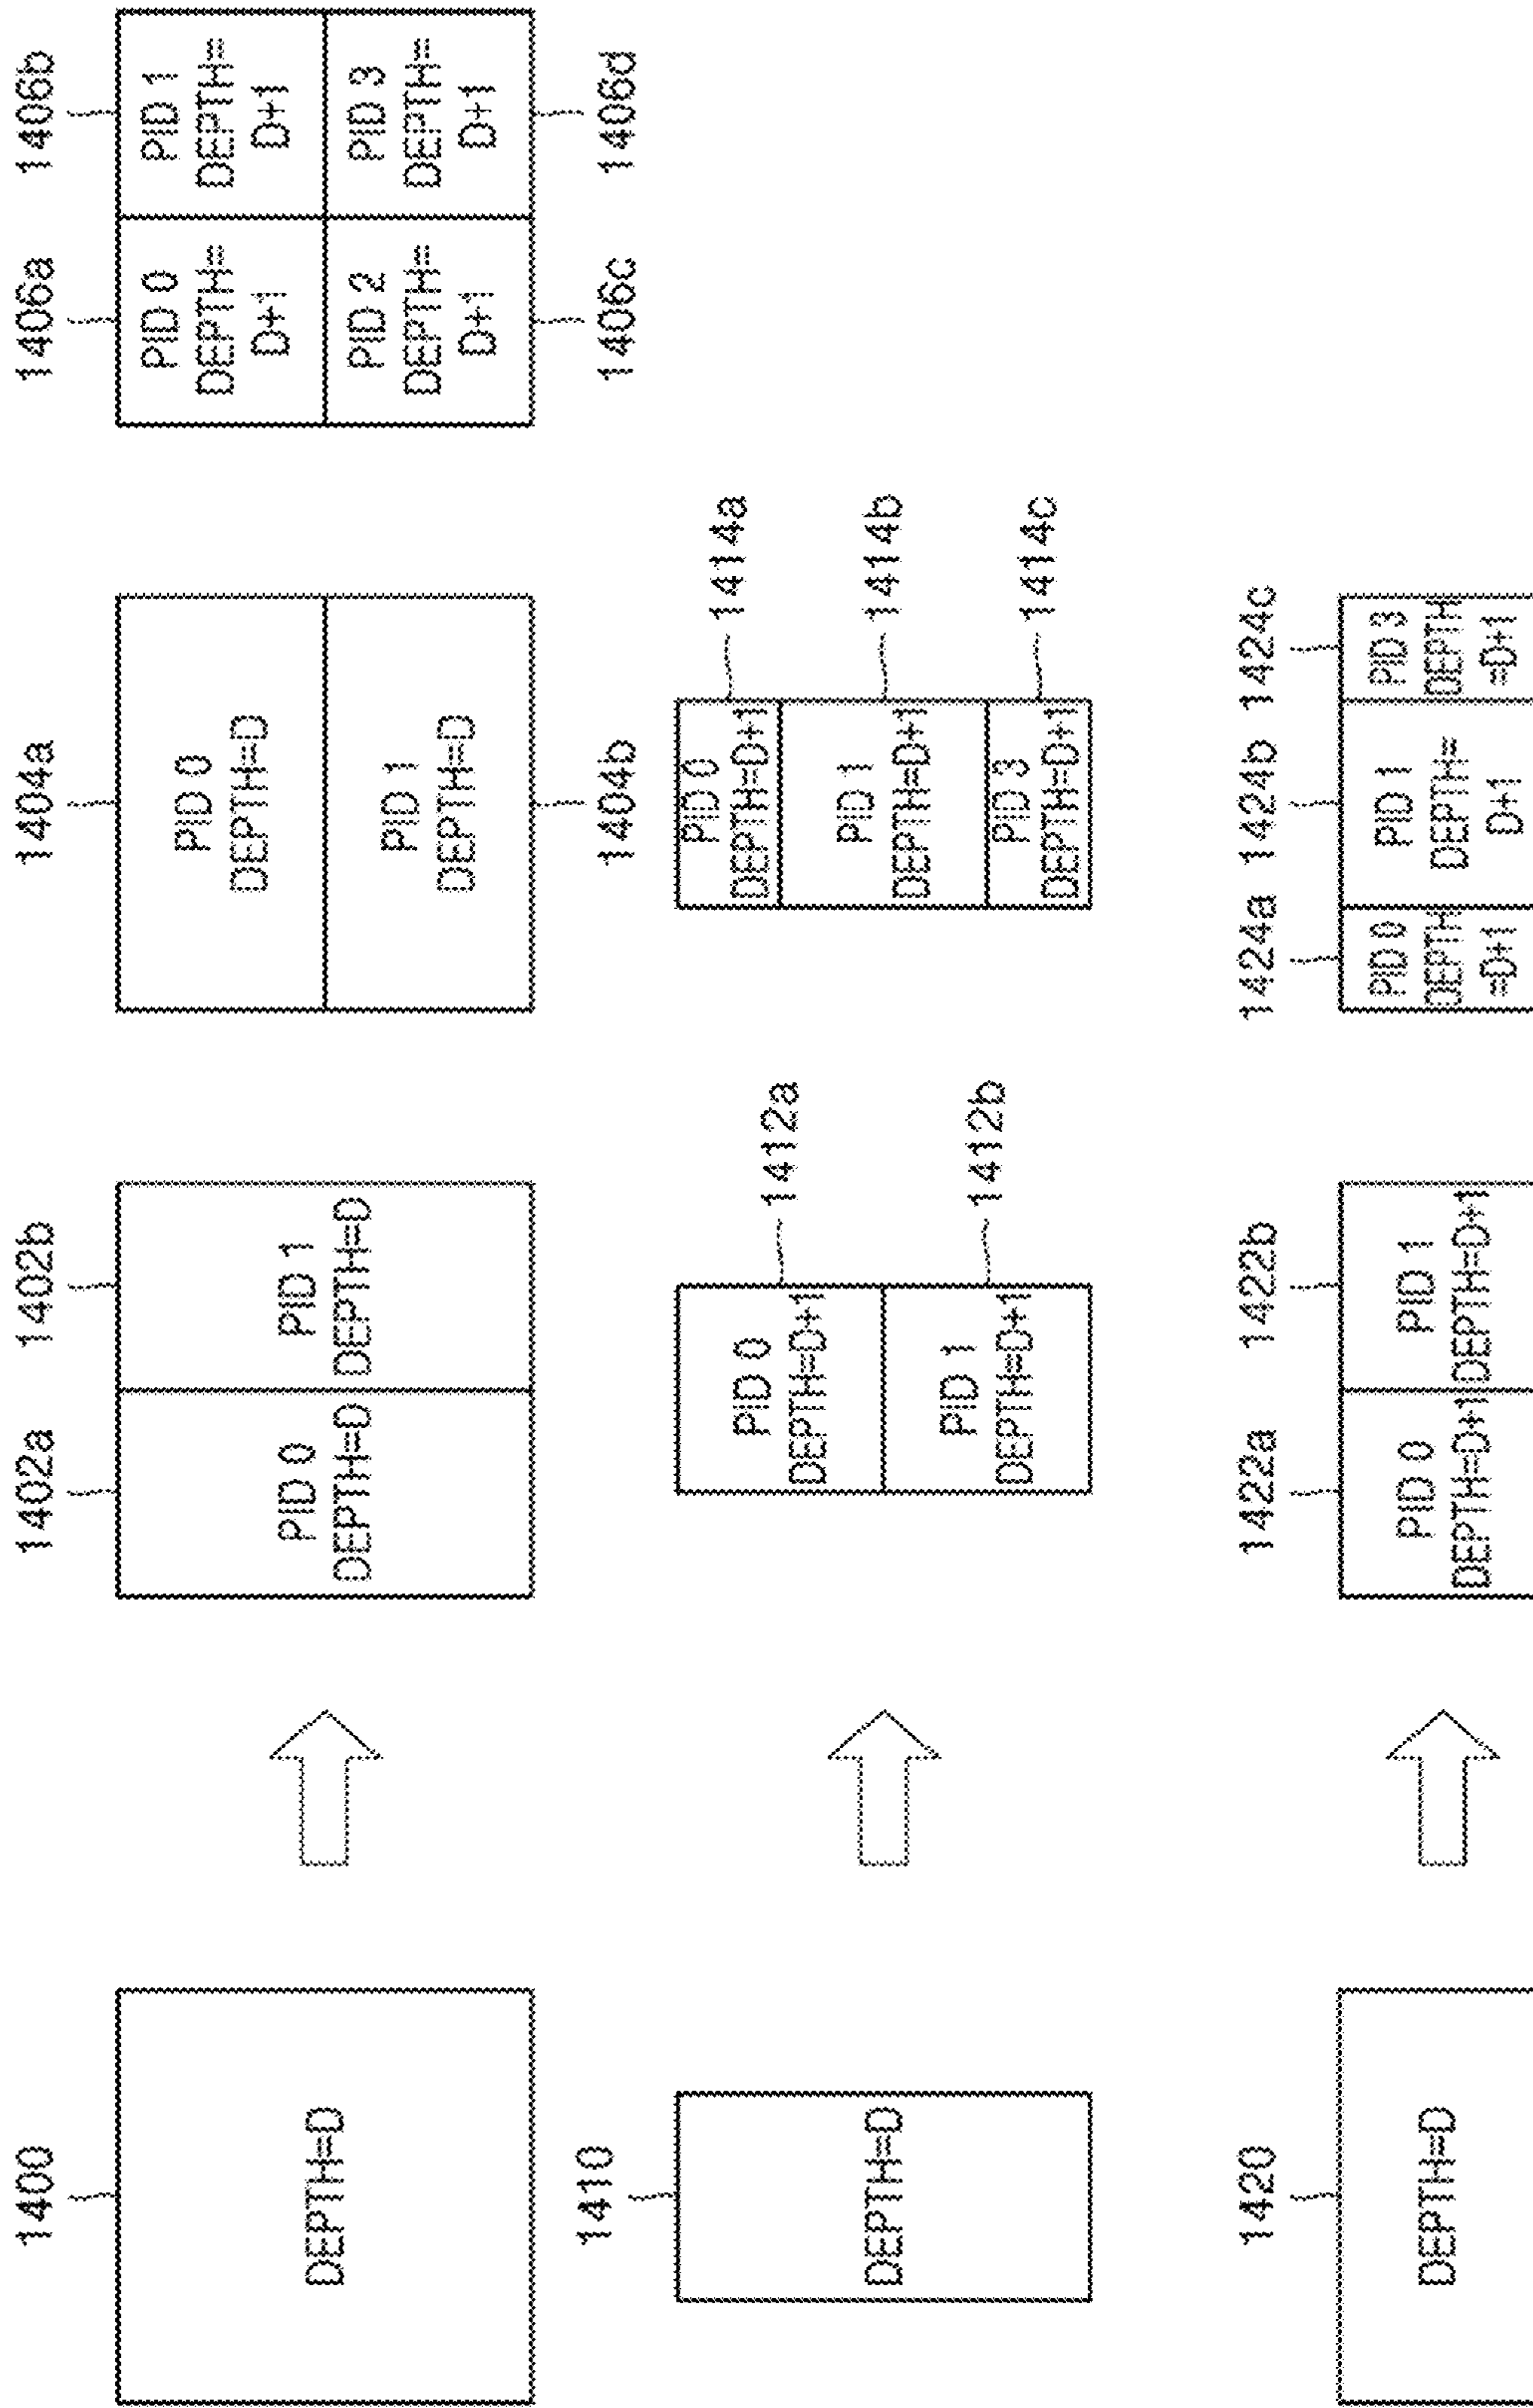 1400
DEPTH=D
1402a
1402b
PID 0
DEPTH=D
PID 1
DEPTH=D
1404a
PID 0
DEPTH=D
PID 1
DEPTH=D
1404b
1406a
1406b
PID 0
DEPTH=
D+1
PID 1
DEPTH=
D+1
PID 2
DEPTH=
D+1
PID 3
DEPTH=
D+1
1406c
1406d
1410
DEPTH=D
PID 0
DEPTH=D+1
1412a
PID 1
DEPTH=D+1
1412b
PID 0
DEPTH=D+1
1414a
PID 1
DEPTH=D+1
1414b
PID 3
DEPTH=D+1
1414c
1420
DEPTH=D
1422a
1422b
PID 0
DEPTH=D+1
PID 1
DEPTH=D+1
1424a
1424b
1424c
PID 0
DEPTH
=D+1
PID 1
DEPTH=
D+1
PID 3
DEPTH
=D+1